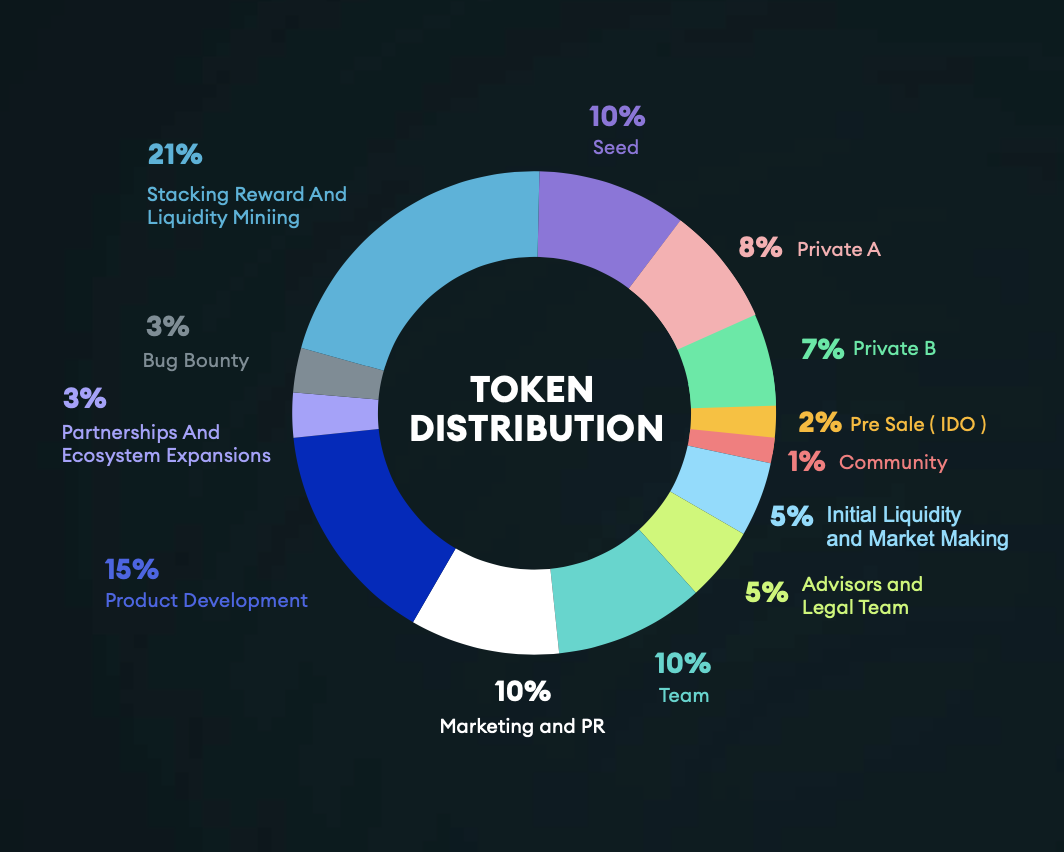 10%
Seed
21%
Stacking Reward And
Liquidity Miniing
8% Private A
3%
Bug Bounty
7% Private B
3%
Partnerships And
Ecosystem Expansions
TOKEN
DISTRIBUTION
2% Pre Sale ( IDO )
1% Community
5% Initial Liquidity
and Market Making
15%
Product Development
5% Advisors and
Legal Team
10%
Team
10%
Marketing and PR